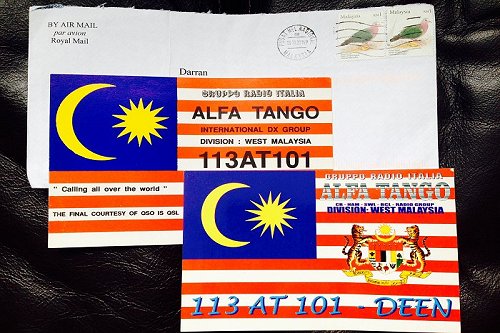 BY AIR MAIL
par avion
Royal Mail
Malaysia
Malaysia
MALAYSIA
Darran
GRUPPO RADIO ITALIA
ALFA TANGO
INTERNATIONAL DX GROUP
DIVISION : WEST MALAYSIA
113AT101
" Calling all over the world "
THE FINAL COURTESY OF QSO IS QSL
GRUPPO RADIO ITALIA
ALFA TANGO
CB - HAM - SWL - BCL - RADIO GROUP
DIVISION: WEST MALAYSIA
113 AT 101 - DEEN